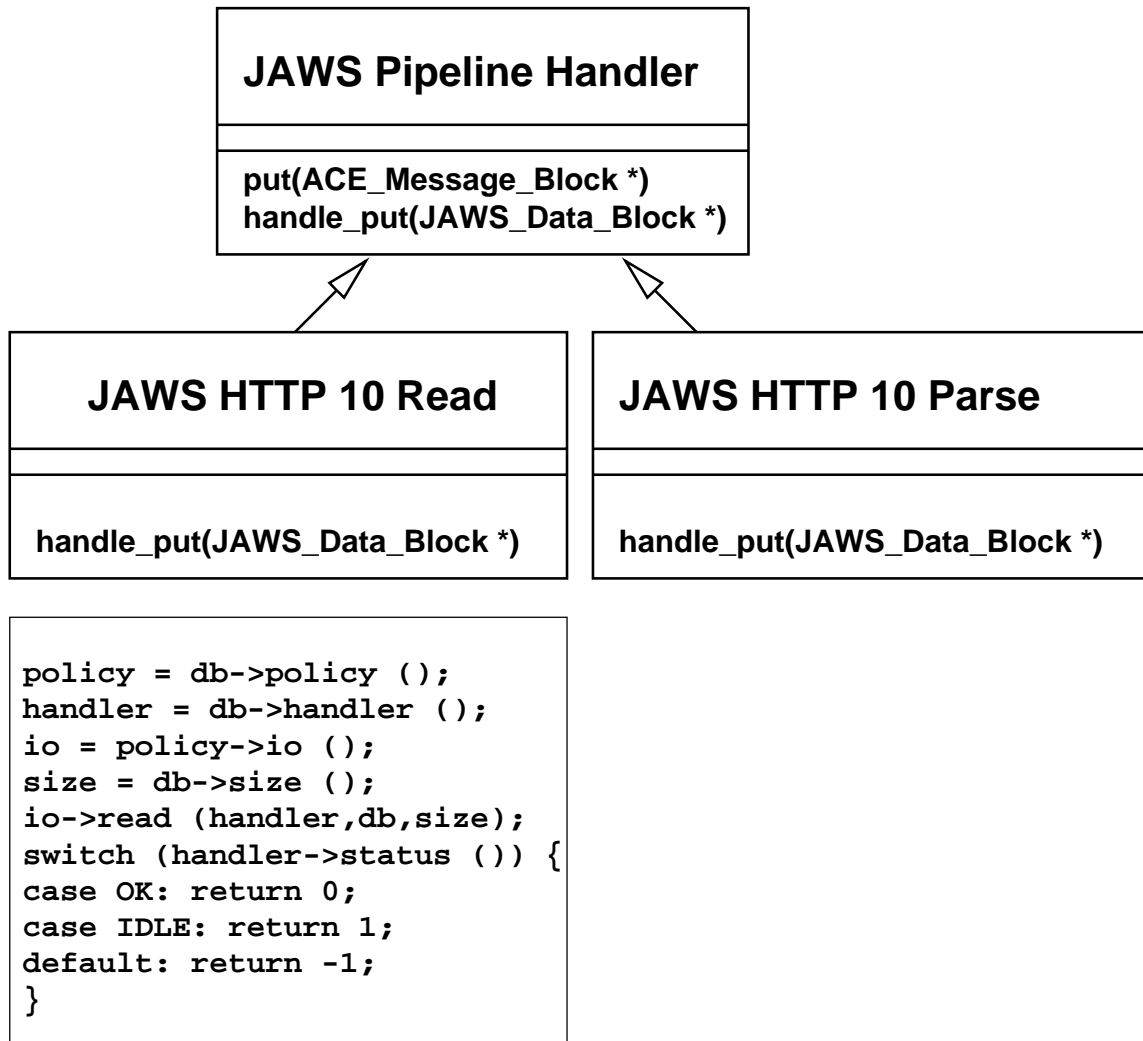 JAWS Pipeline Handler
put(ACE_Message_Block *)
handle_put(JAWS_Data_Block *)
JAWS HTTP 10 Read
handle_put(JAWS_Data_Block *)
JAWS HTTP 10 Parse
handle_put(JAWS_Data_Block *)
policy = db->policy ();
handler = db->handler ();
io = policy->io ();
size = db->size ();
io->read (handler,db,size);
switch (handler->status ()) {
case OK: return 0;
case IDLE: return 1;
default: return -1;
}